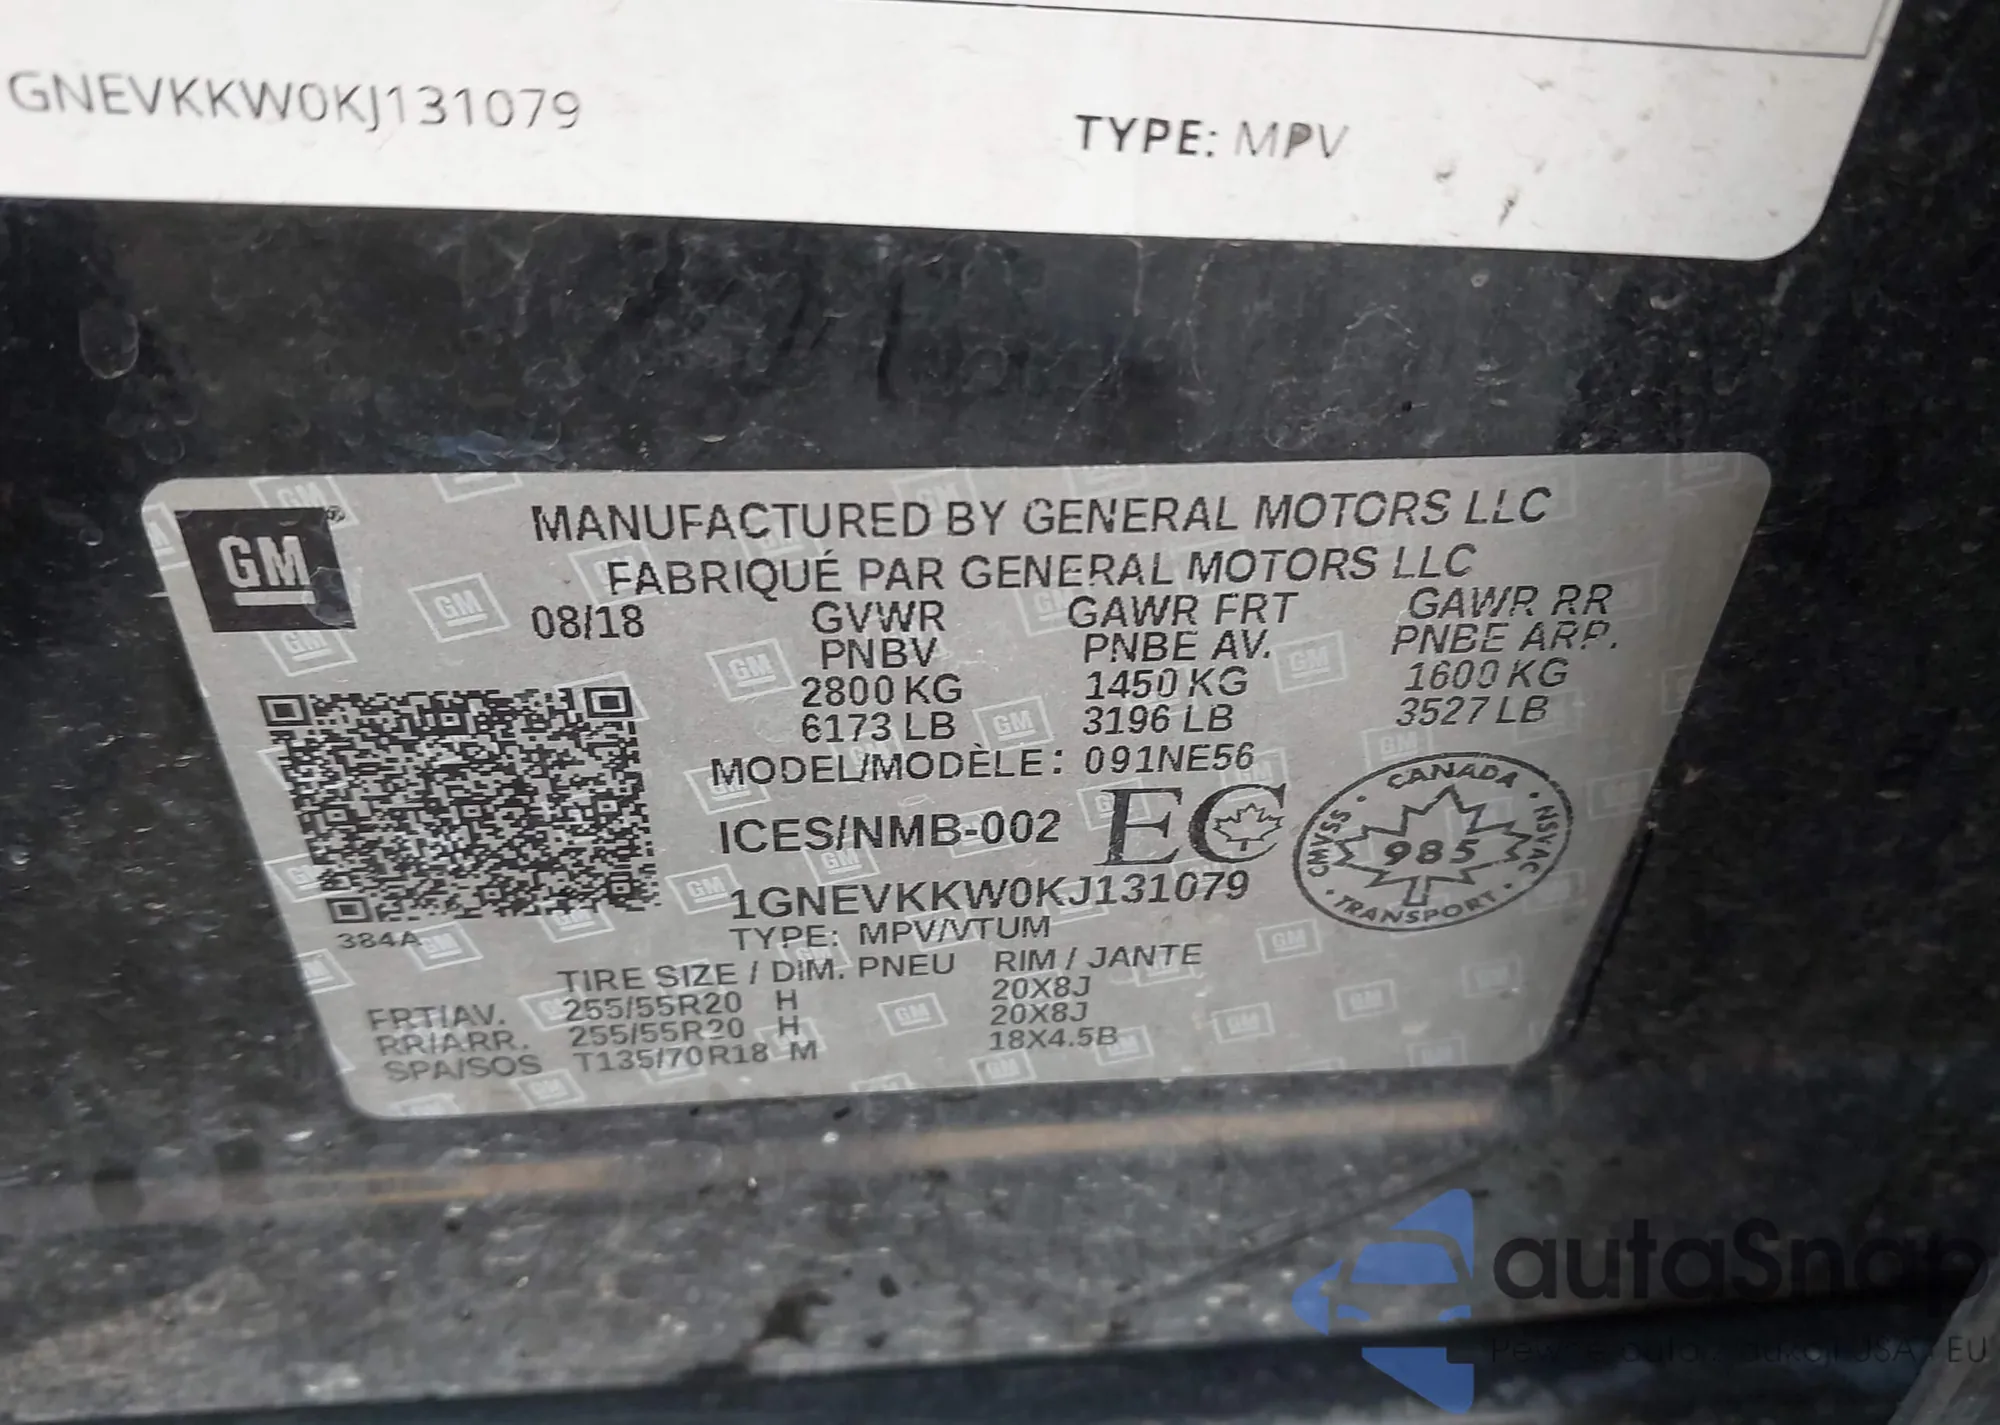 GNEVKKW0KJ131079
TYPE: MPV
GM®
MANUFACTURED BY GENERAL MOTORS LLC
FABRIQUÉ PAR GENERAL MOTORS LLC
08/18 GVWR GAWR FRT GAWR RR
PNBV PNBE AV. PNBE ARR.
2800 KG 1450 KG 1600 KG
6173 LB 3196 LB 3527 LB
MODEL/MODÈLE: 091NE56
ICES/NMB-002 EC
CANADA
CMVSS 985 NSVAC
TRANSPORT
1GNEVKKW0KJ131079
384A
TYPE: MPV/VTUM
TIRE SIZE / DIM. PNEU RIM / JANTE
FRT/AV. 255/55R20 H 20X8J
RR/ARR. 255/55R20 H 20X8J
SPA/SOS T135/70R18 M 18X4.5B
autaSnap
USA EU